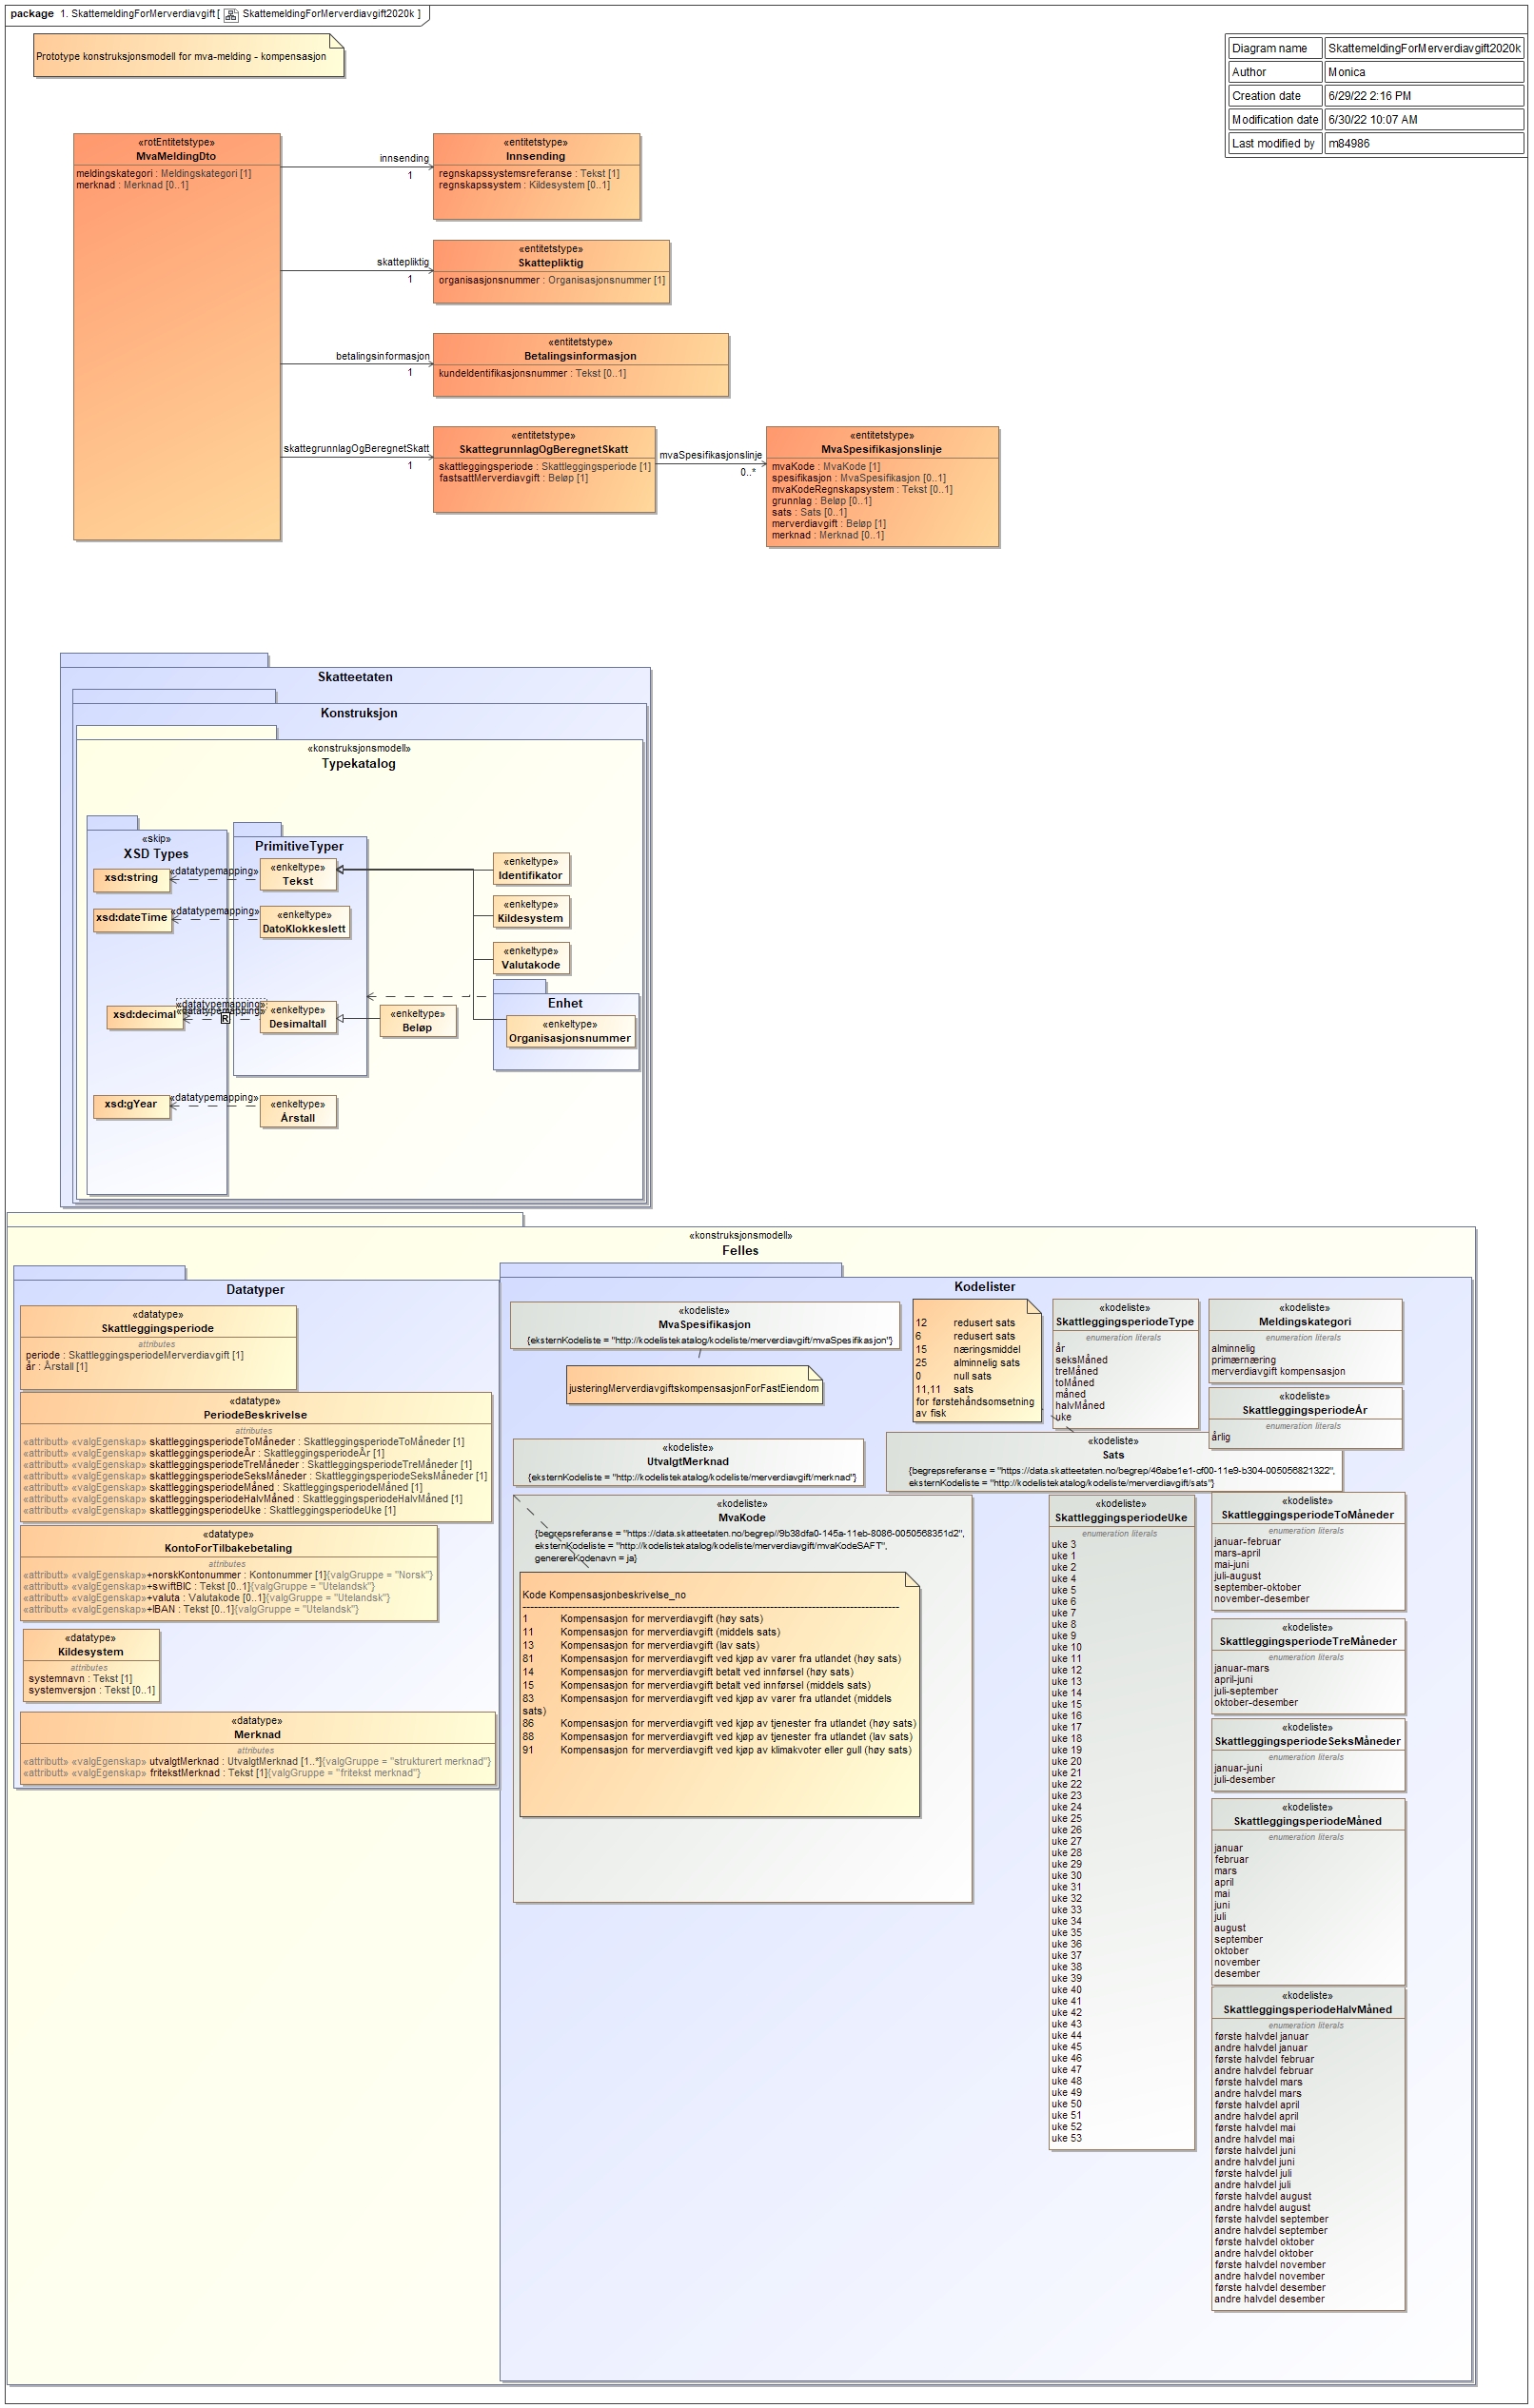 package 1. SkattemeldingForMerverdiavgift [ SkattemeldingForMerverdiavgift2020k ]
Prototype konstruksjonsmodell for mva-melding - kompensasjon
Diagram name SkattemeldingForMerverdiavgift2020k
Author Monica
Creation date 6/29/22 2:16 PM
Modification date 6/30/22 10:07 AM
Last modified by m84986
«rotEntitetstype»
MvaMeldingDto
meldingskategori : Meldingskategori [1]
merknad : Merknad [0..1]
innsending
1
«entitetstype»
Innsending
regnskapssystemsreferanse : Tekst [1]
regnskapssystem : Kildesystem [0..1]
skattepliktig
1
«entitetstype»
Skattepliktig
organisasjonsnummer : Organisasjonsnummer [1]
betalingsinformasjon
1
«entitetstype»
Betalingsinformasjon
kundeIdentifikasjonsnummer : Tekst [0..1]
skattegrunnlagOgBeregnetSkatt
1
«entitetstype»
SkattegrunnlagOgBeregnetSkatt
skattleggingsperiode : Skattleggingsperiode [1]
fastsattMerverdiavgift : Beløp [1]
mvaSpesifikasjonslinje
0..*
«entitetstype»
MvaSpesifikasjonslinje
mvaKode : MvaKode [1]
spesifikasjon : MvaSpesifikasjon [0..1]
mvaKodeRegnskapsystem : Tekst [0..1]
grunnlag : Beløp [0..1]
sats : Sats [0..1]
merverdiavgift : Beløp [1]
merknad : Merknad [0..1]
Skatteetaten
Konstruksjon
«konstruksjonsmodell»
Typekatalog
«skip»
XSD Types
PrimitiveTyper
xsd:string
«datatypemapping»
«enkeltype»
Tekst
«enkeltype»
Identifikator
xsd:dateTime
«datatypemapping»
«enkeltype»
DatoKlokkeslett
«enkeltype»
Kildesystem
«enkeltype»
Valutakode
xsd:decimal
«datatypemapping»
«datatypemapping»
R
«enkeltype»
Desimaltall
«enkeltype»
Beløp
Enhet
«enkeltype»
Organisasjonsnummer
xsd:gYear
«datatypemapping»
«enkeltype»
Årstall
«konstruksjonsmodell»
Felles
Datatyper
«datatype»
Skattleggingsperiode
attributes
periode : SkattleggingsperiodeMerverdiavgift [1]
år : Årstall [1]
«datatype»
PeriodeBeskrivelse
attributes
«attributt» «valgEgenskap» skattleggingsperiodeToMåneder : SkattleggingsperiodeToMåneder [1]
«attributt» «valgEgenskap» skattleggingsperiodeÅr : SkattleggingsperiodeÅr [1]
«attributt» «valgEgenskap» skattleggingsperiodeTreMåneder : SkattleggingsperiodeTreMåneder [1]
«attributt» «valgEgenskap» skattleggingsperiodeSeksMåneder : SkattleggingsperiodeSeksMåneder [1]
«attributt» «valgEgenskap» skattleggingsperiodeMåned : SkattleggingsperiodeMåned [1]
«attributt» «valgEgenskap» skattleggingsperiodeHalvMåned : SkattleggingsperiodeHalvMåned [1]
«attributt» «valgEgenskap» skattleggingsperiodeUke : SkattleggingsperiodeUke [1]
«datatype»
KontoForTilbakebetaling
attributes
«attributt» «valgEgenskap»+norskKontonummer : Kontonummer [1]{valgGruppe = "Norsk"}
«attributt» «valgEgenskap»+swiftBIC : Tekst [0..1]{valgGruppe = "Utelandsk"}
«attributt» «valgEgenskap»+valuta : Valutakode [0..1]{valgGruppe = "Utelandsk"}
«attributt» «valgEgenskap»+IBAN : Tekst [0..1]{valgGruppe = "Utelandsk"}
«datatype»
Kildesystem
attributes
systemnavn : Tekst [1]
systemversjon : Tekst [0..1]
«datatype»
Merknad
attributes
«attributt» «valgEgenskap» utvalgtMerknad : UtvalgtMerknad [1..*]{valgGruppe = "strukturert merknad"}
«attributt» «valgEgenskap» fritekstMerknad : Tekst [1]{valgGruppe = "fritekst merknad"}
Kodelister
«kodeliste»
MvaSpesifikasjon
{eksternKodeliste = "http://kodelistekatalog/kodeliste/merverdiavgift/mvaSpesifikasjon"}
justeringMerverdiavgiftskompensasjonForFastEiendom
«kodeliste»
UtvalgtMerknad
{eksternKodeliste = "http://kodelistekatalog/kodeliste/merverdiavgift/merknad"}
12 redusert sats
6 redusert sats
15 næringsmiddel
25 alminnelig sats
0 null sats
11,11 sats
for førstehåndsomsetning
av fisk
«kodeliste»
SkattleggingsperiodeType
enumeration literals
år
seksMåned
treMåned
toMåned
måned
halvMåned
uke
«kodeliste»
Meldingskategori
enumeration literals
alminnelig
primærnæring
merverdiavgift kompensasjon
«kodeliste»
SkattleggingsperiodeÅr
enumeration literals
årlig
«kodeliste»
Sats
{begrepsreferanse = "https://data.skatteetaten.no/begrep/46abe1e1-cf00-11e9-b304-005056821322",
eksternKodeliste = "http://kodelistekatalog/kodeliste/merverdiavgift/sats"}
«kodeliste»
MvaKode
{begrepsreferanse = "https://data.skatteetaten.no/begrep//9b38dfa0-145a-11eb-8086-0050568351d2",
eksternKodeliste = "http://kodelistekatalog/kodeliste/merverdiavgift/mvaKodeSAFT",
generereKodenavn = ja}
Kode Kompensasjonbeskrivelse_no
1 Kompensasjon for merverdiavgift (høy sats)
11 Kompensasjon for merverdiavgift (middels sats)
13 Kompensasjon for merverdiavgift (lav sats)
81 Kompensasjon for merverdiavgift ved kjøp av varer fra utlandet (høy sats)
14 Kompensasjon for merverdiavgift betalt ved innførsel (høy sats)
15 Kompensasjon for merverdiavgift betalt ved innførsel (middels sats)
83 Kompensasjon for merverdiavgift ved kjøp av varer fra utlandet (middels
sats)
86 Kompensasjon for merverdiavgift ved kjøp av tjenester fra utlandet (høy sats)
88 Kompensasjon for merverdiavgift ved kjøp av tjenester fra utlandet (lav sats)
91 Kompensasjon for merverdiavgift ved kjøp av klimakvoter eller gull (høy sats)
«kodeliste»
SkattleggingsperiodeUke
enumeration literals
uke 3
uke 1
uke 2
uke 4
uke 5
uke 6
uke 7
uke 8
uke 9
uke 10
uke 11
uke 12
uke 13
uke 14
uke 15
uke 16
uke 17
uke 18
uke 19
uke 20
uke 21
uke 22
uke 23
uke 24
uke 25
uke 26
uke 27
uke 28
uke 29
uke 30
uke 31
uke 32
uke 33
uke 34
uke 35
uke 36
uke 37
uke 38
uke 39
uke 40
uke 41
uke 42
uke 43
uke 44
uke 45
uke 46
uke 47
uke 48
uke 49
uke 50
uke 51
uke 52
uke 53
«kodeliste»
SkattleggingsperiodeToMåneder
enumeration literals
januar-februar
mars-april
mai-juni
juli-august
september-oktober
november-desember
«kodeliste»
SkattleggingsperiodeTreMåneder
enumeration literals
januar-mars
april-juni
juli-september
oktober-desember
«kodeliste»
SkattleggingsperiodeSeksMåneder
enumeration literals
januar-juni
juli-desember
«kodeliste»
SkattleggingsperiodeMåned
enumeration literals
januar
februar
mars
april
mai
juni
juli
august
september
oktober
november
desember
«kodeliste»
SkattleggingsperiodeHalvMåned
enumeration literals
første halvdel januar
andre halvdel januar
første halvdel februar
andre halvdel februar
første halvdel mars
andre halvdel mars
første halvdel april
andre halvdel april
første halvdel mai
andre halvdel mai
første halvdel juni
andre halvdel juni
første halvdel juli
andre halvdel juli
første halvdel august
andre halvdel august
første halvdel september
andre halvdel september
første halvdel oktober
andre halvdel oktober
første halvdel november
andre halvdel november
første halvdel desember
andre halvdel desember